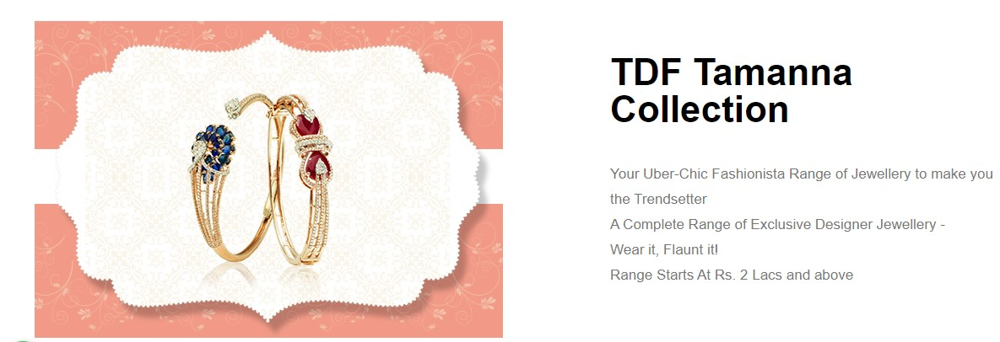 TDF Tamanna
Collection
Your Uber-Chic Fashionista Range of Jewellery to make you
the Trendsetter
A Complete Range of Exclusive Designer Jewellery -
Wear it, Flaunt it!
Range Starts At Rs. 2 Lacs and above